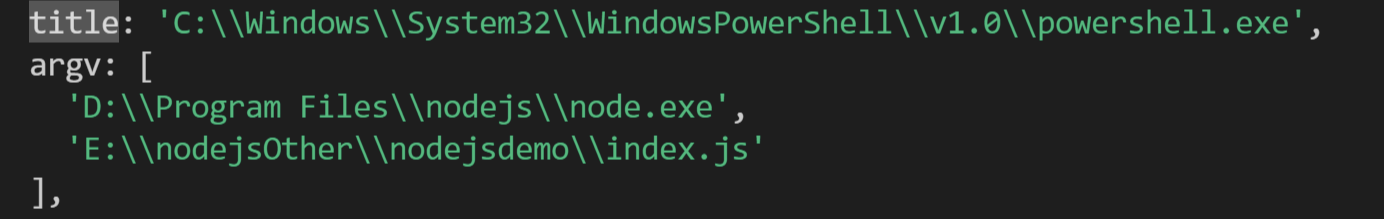 title: 'C:\\Windows\\System32\\WindowsPowerShell\\v1.0\\powershell.exe',
argv: [
  'D:\\Program Files\\nodejs\\node.exe',
  'E:\\nodejsOther\\nodejsdemo\\index.js'
],